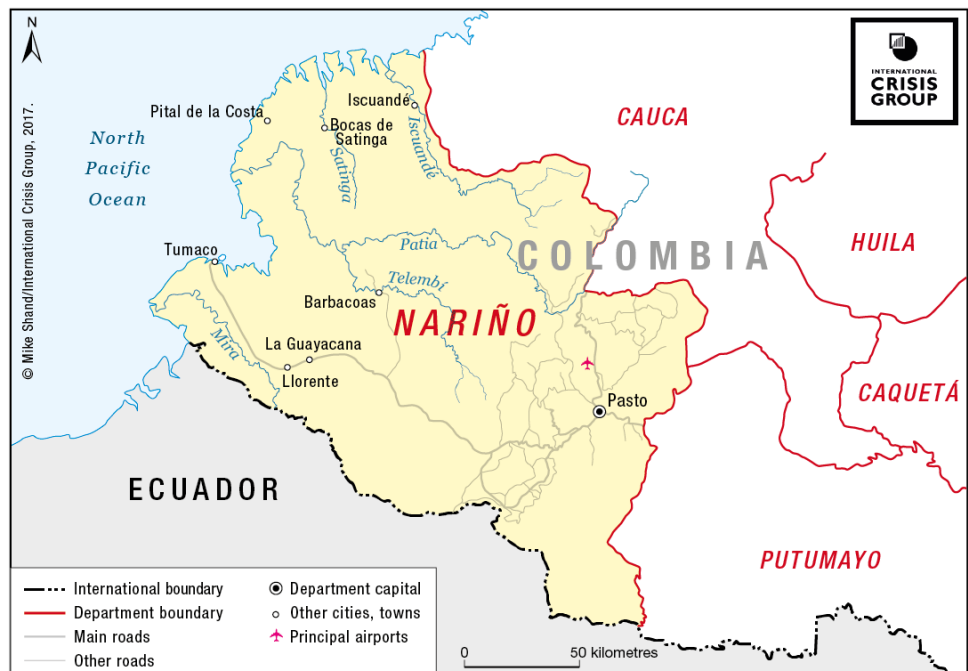 N
INTERNATIONAL
CRISIS
GROUP
© Mike Shand/International Crisis Group, 2017.
North
Pacific
Ocean
Pital de la Costa
Iscuandé
Bocas de
Satinga
Satinga
Iscuandé
CAUCA
HUILA
COLOMBIA
Patia
Tumaco
Telembí
Barbacoas
NARIÑO
Mira
La Guayacana
Llorente
Pasto
CAQUETÁ
ECUADOR
PUTUMAYO
International boundary
Department boundary
Main roads
Other roads
Department capital
Other cities, towns
Principal airports
0 50 kilometres